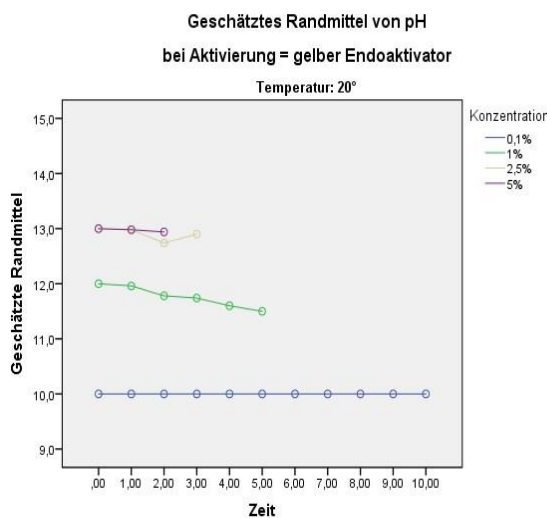 Geschätztes Randmittel von pH
bei Aktivierung = gelber Endoaktivator
Temperatur: 20°
Geschätzte Randmittel
15,0
14,0
13,0
12,0
11,0
10,0
9,0
,00 1,00 2,00 3,00 4,00 5,00 6,00 7,00 8,00 9,00 10,00
Zeit
Konzentration
0,1%
1%
2,5%
5%